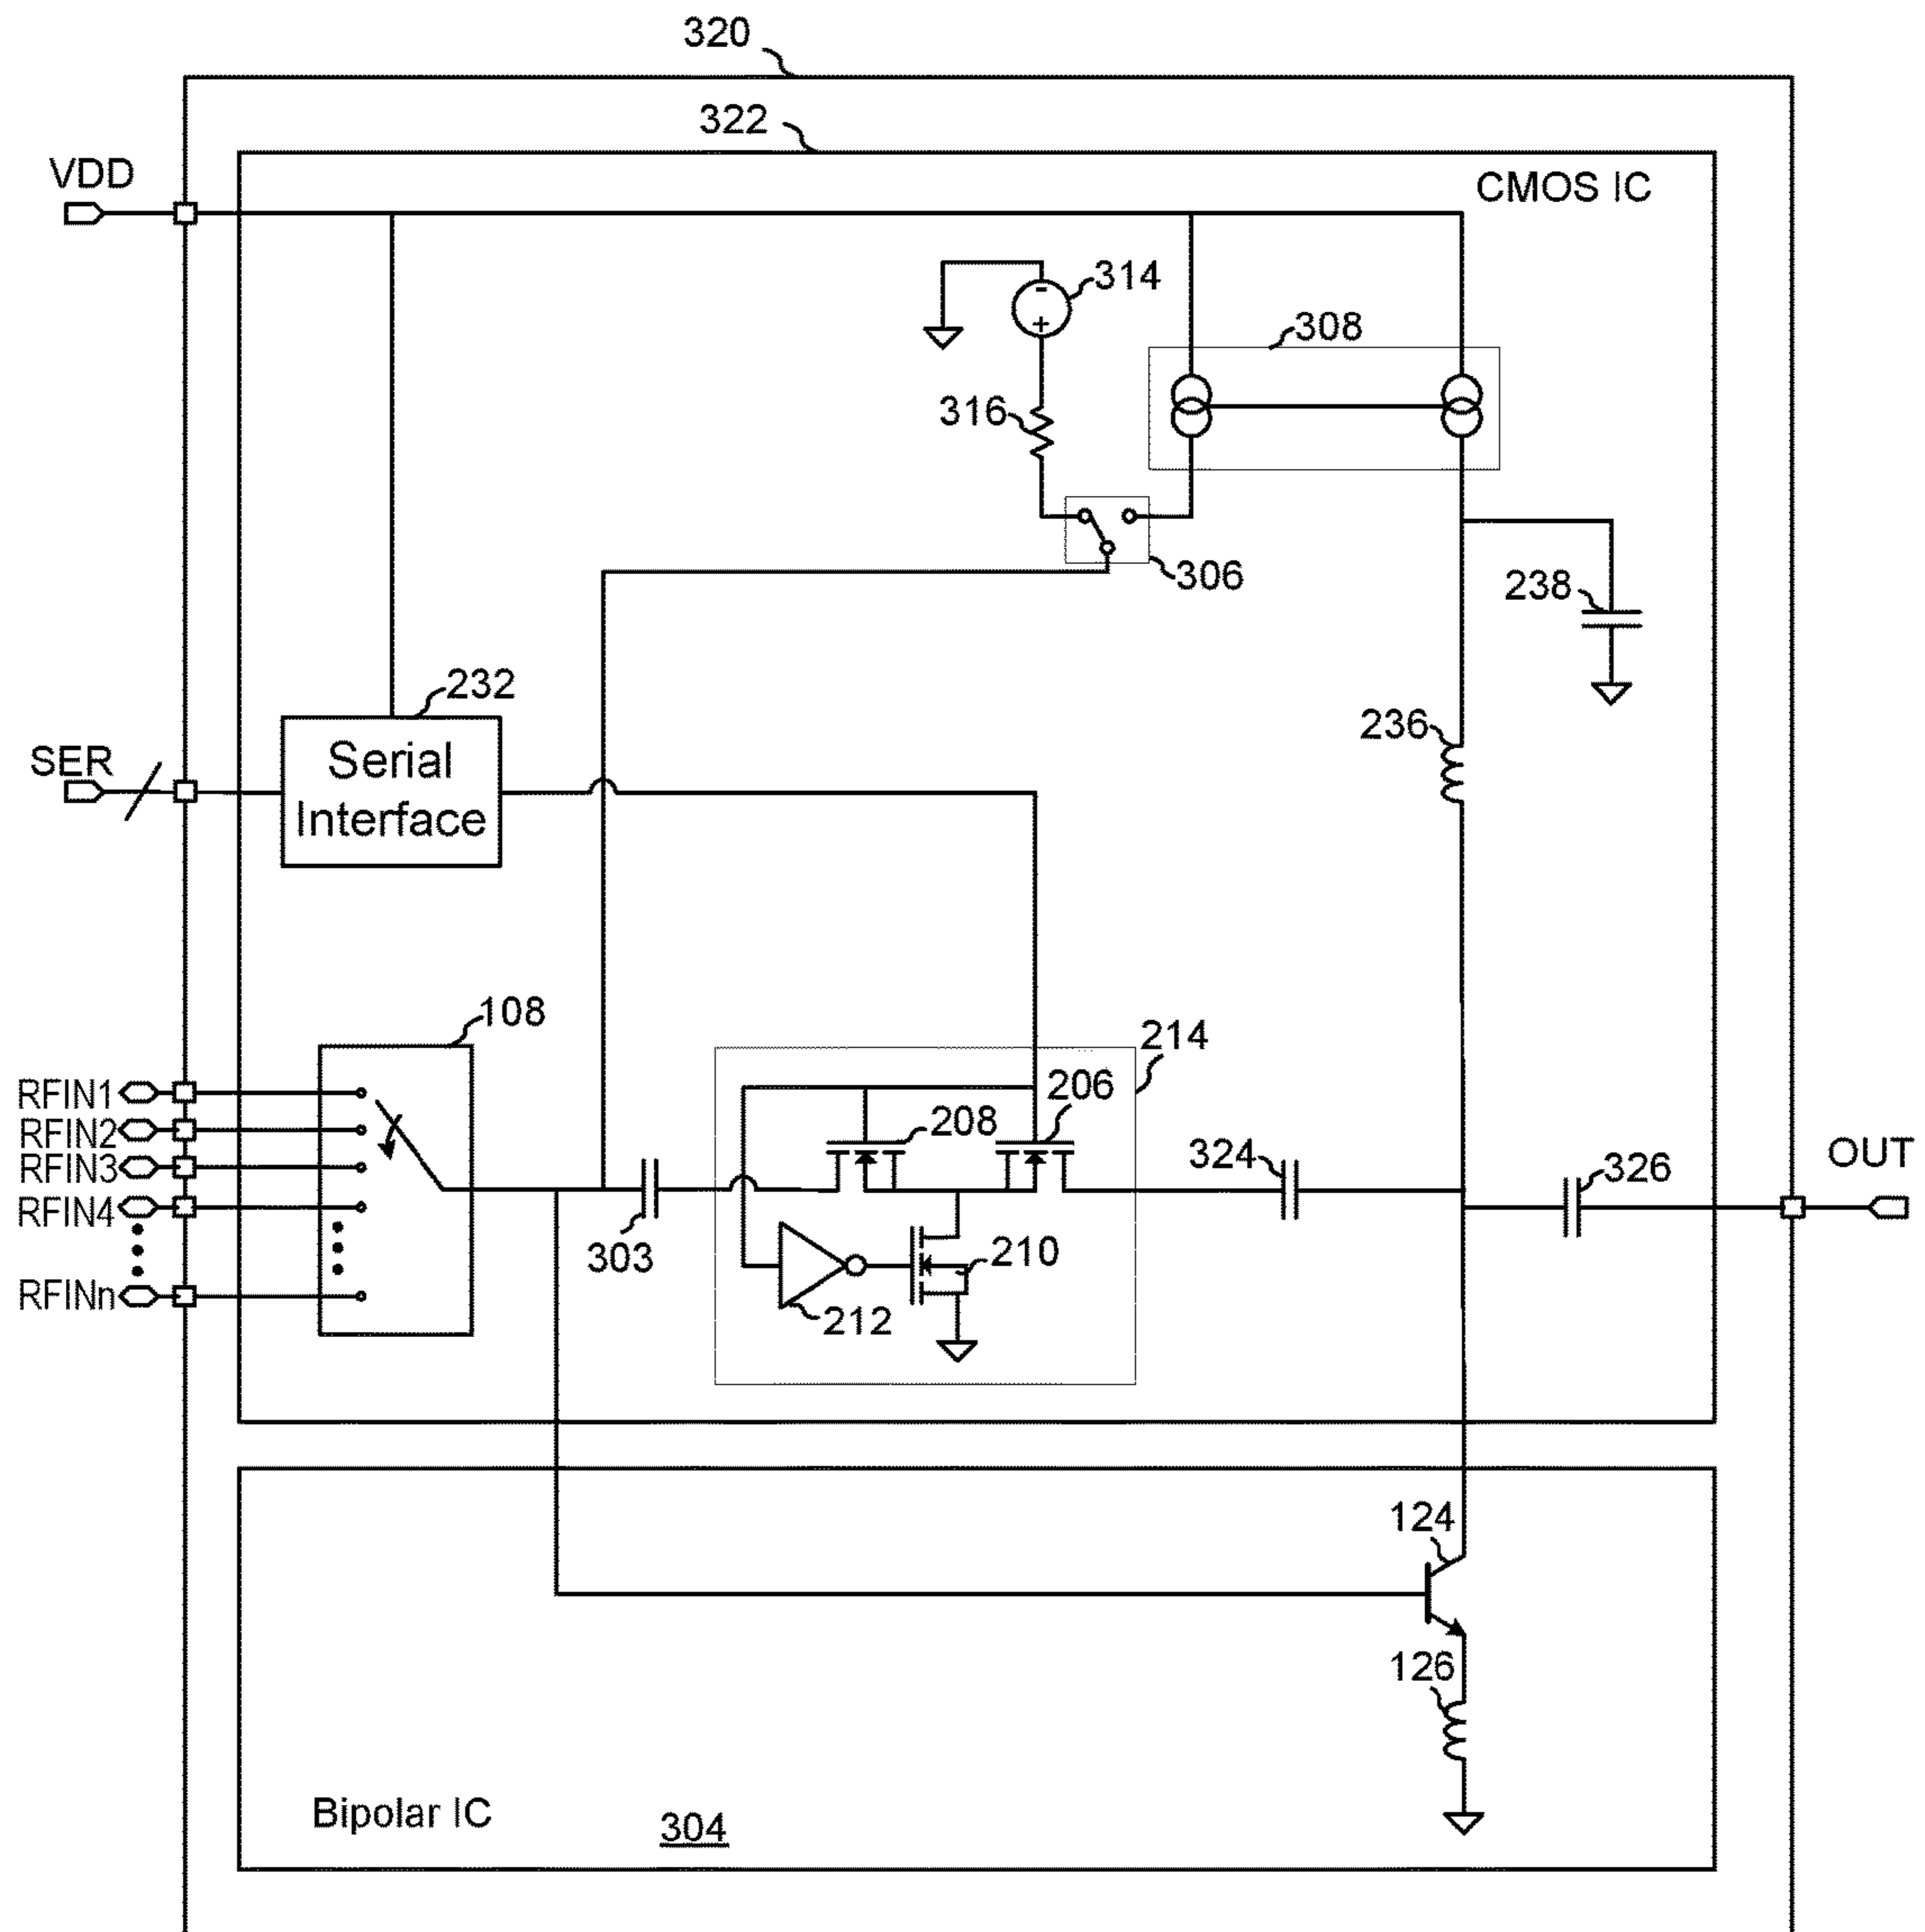 320
322
VDD
CMOS IC
314
308
316
306
238
232
236
SER
Serial
Interface
108
214
206
RFIN1
208
RFIN2
324
OUT
RFIN3
326
RFIN4
303
210
RFINn
212
124
126
Bipolar IC
304
-
+